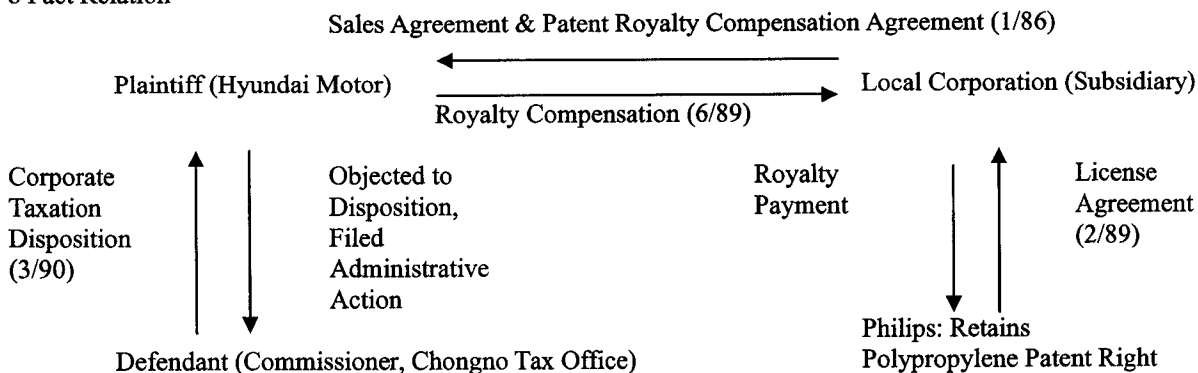 o Fact Relation
Sales Agreement & Patent Royalty Compensation Agreement (1/86)
Plaintiff (Hyundai Motor)
Local Corporation (Subsidiary)
Royalty Compensation (6/89)
Corporate
Taxation
Disposition
(3/90)
Objected to
Disposition,
Filed
Administrative
Action
Royalty
Payment
License
Agreement
(2/89)
Defendant (Commissioner, Chongno Tax Office)
Philips: Retains
Polypropylene Patent Right